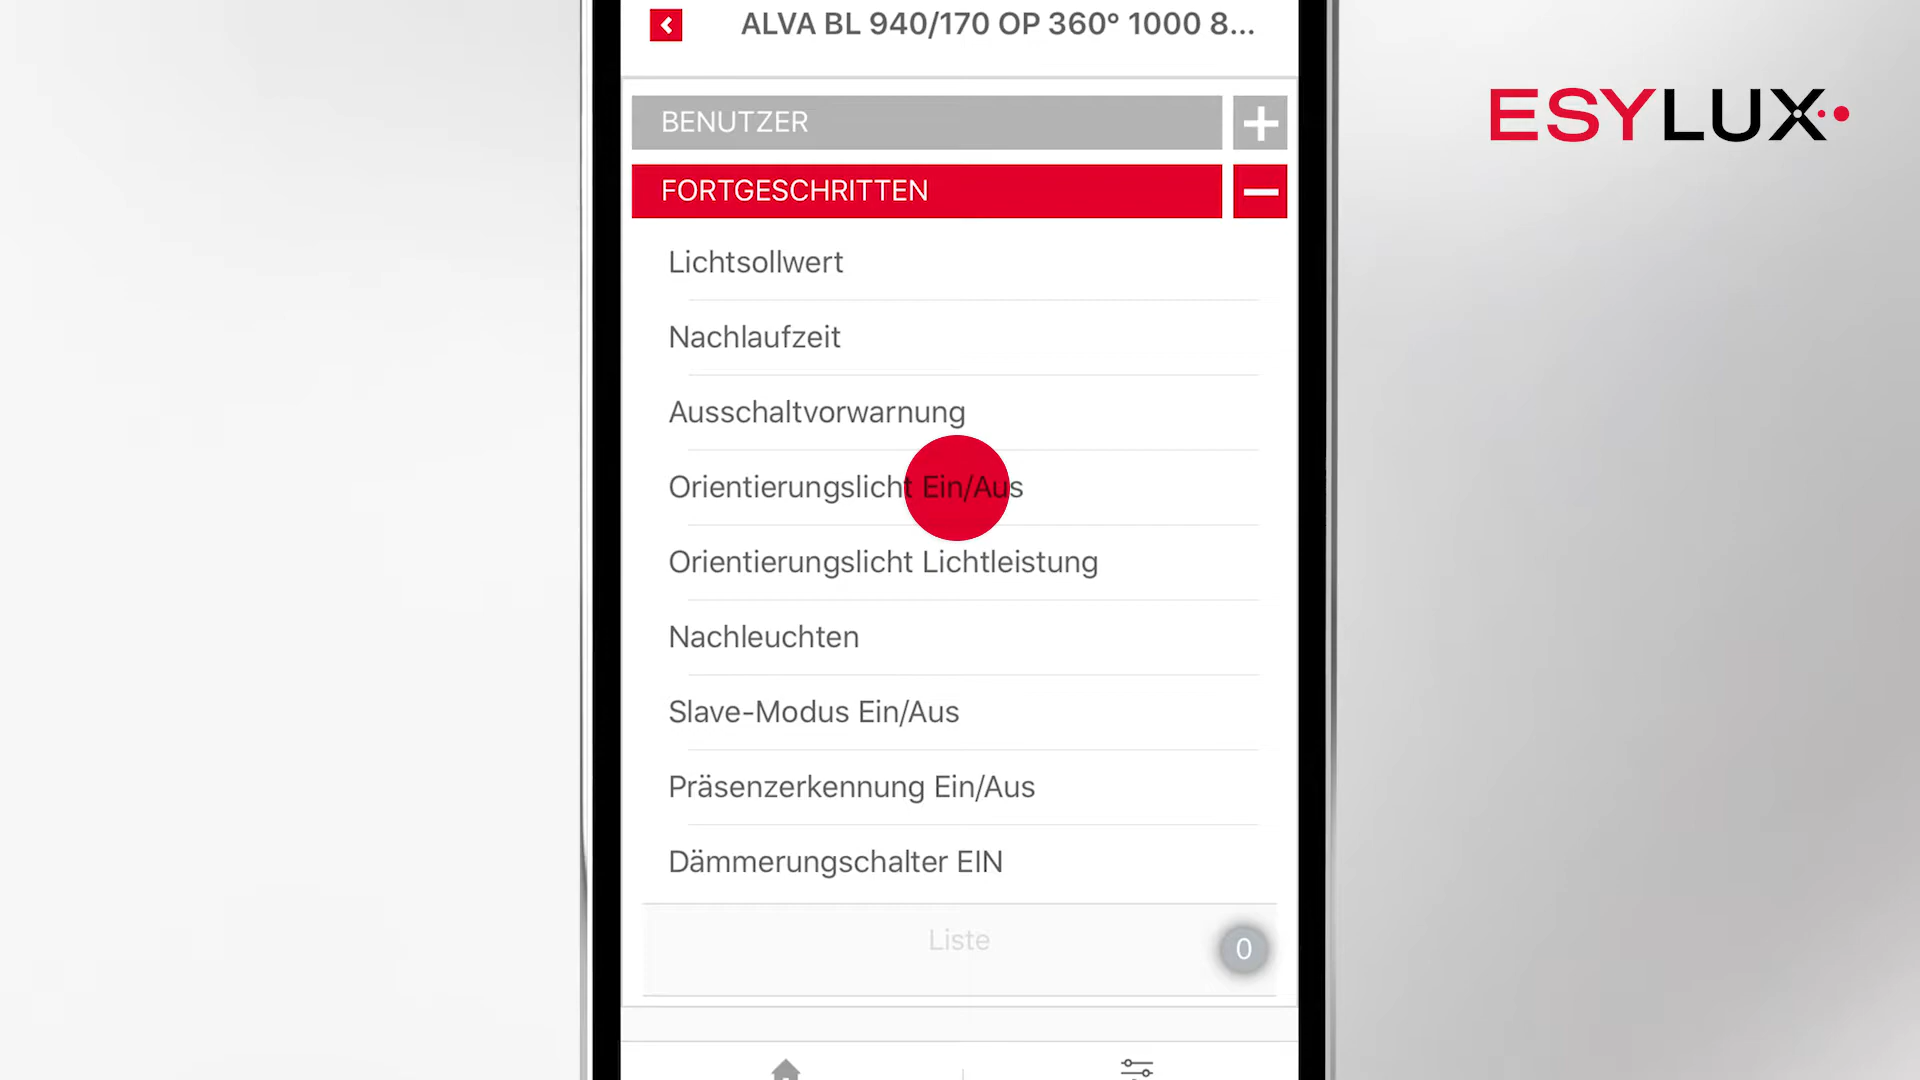 ALVA BL 940/170 OP 360° 1000 8...
ESYLUX
BENUTZER
FORTGESCHRITTEN
Lichtsollwert
Nachlaufzeit
Ausschaltvorwarnung
Orientierungslicht Ein/Aus
Orientierungslicht Lichtleistung
Nachleuchten
Slave-Modus Ein/Aus
Präsenzerkennung Ein/Aus
Dämmerungschalter EIN
Liste
0